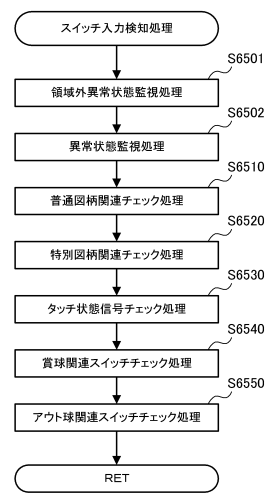 スイッチ入力検知処理
S6501
領域外異常状態監視処理
S6502
異常状態監視処理
S6510
普通図柄関連チェック処理
S6520
特別図柄関連チェック処理
S6530
タッチ状態信号チェック処理
S6540
賞球関連スイッチチェック処理
S6550
アウト球関連スイッチチェック処理
RET